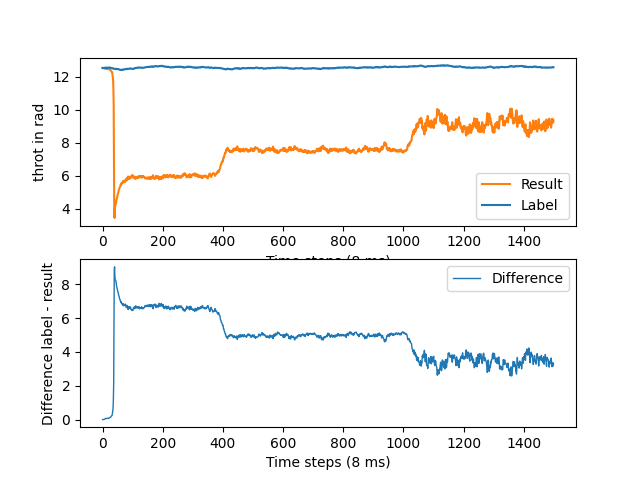 throt in rad
12
10
8
6
4
Result
Label
0 200 400 600 800 1000 1200 1400
Time steps (8 ms)
Difference label - result
8
6
4
2
0
Difference
0 200 400 600 800 1000 1200 1400
Time steps (8 ms)